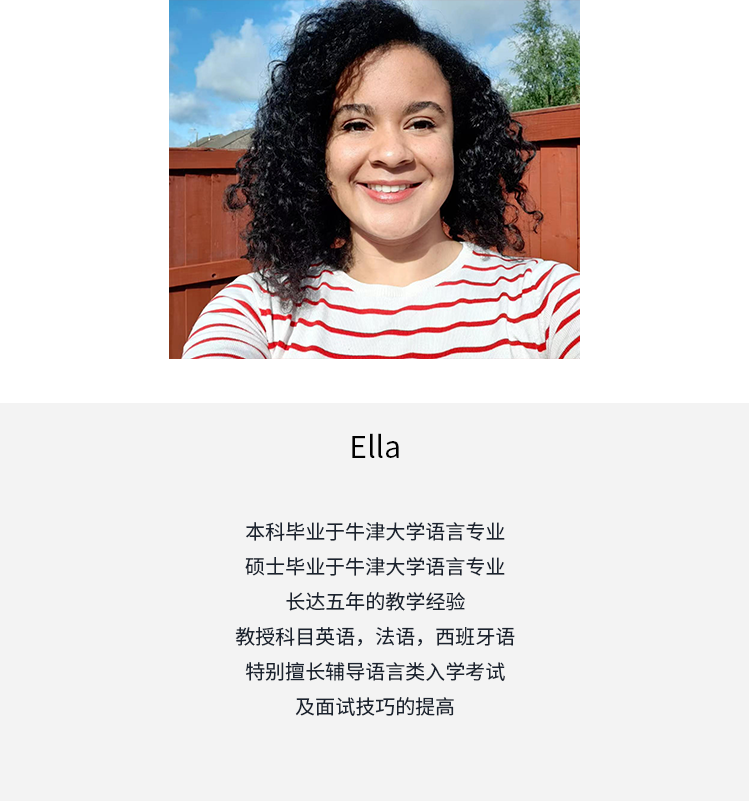 Ella
本科毕业于牛津大学语言专业
硕士毕业于牛津大学语言专业
长达五年的教学经验
教授科目英语，法语，西班牙语
特别擅长辅导语言类入学考试
及面试技巧的提高